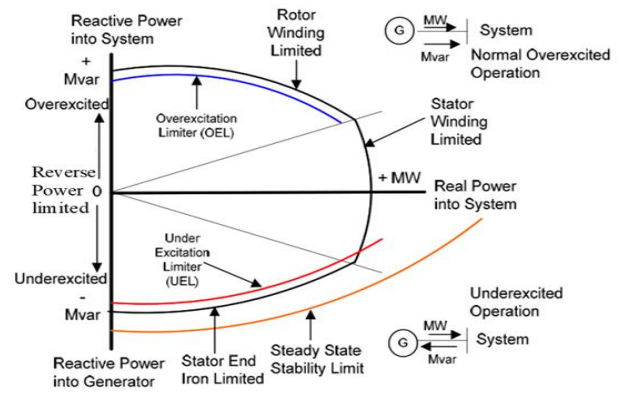 Reactive Power
into System
+
Mvar
Overexcited
Reverse
Power 0
limited
Underexcited
-
Mvar
Reactive Power
into Generator
Rotor
Winding
Limited
Overexcitation
Limiter (OEL)
Stator
Winding
Limited
+ MW
Real Power
into System
Under
Excitation
Limiter
(UEL)
Stator End
Iron Limited
Steady State
Stability Limit
G
MW
Mvar
System
Normal Overexcited
Operation
Underexcited
Operation
G
MW
Mvar
System